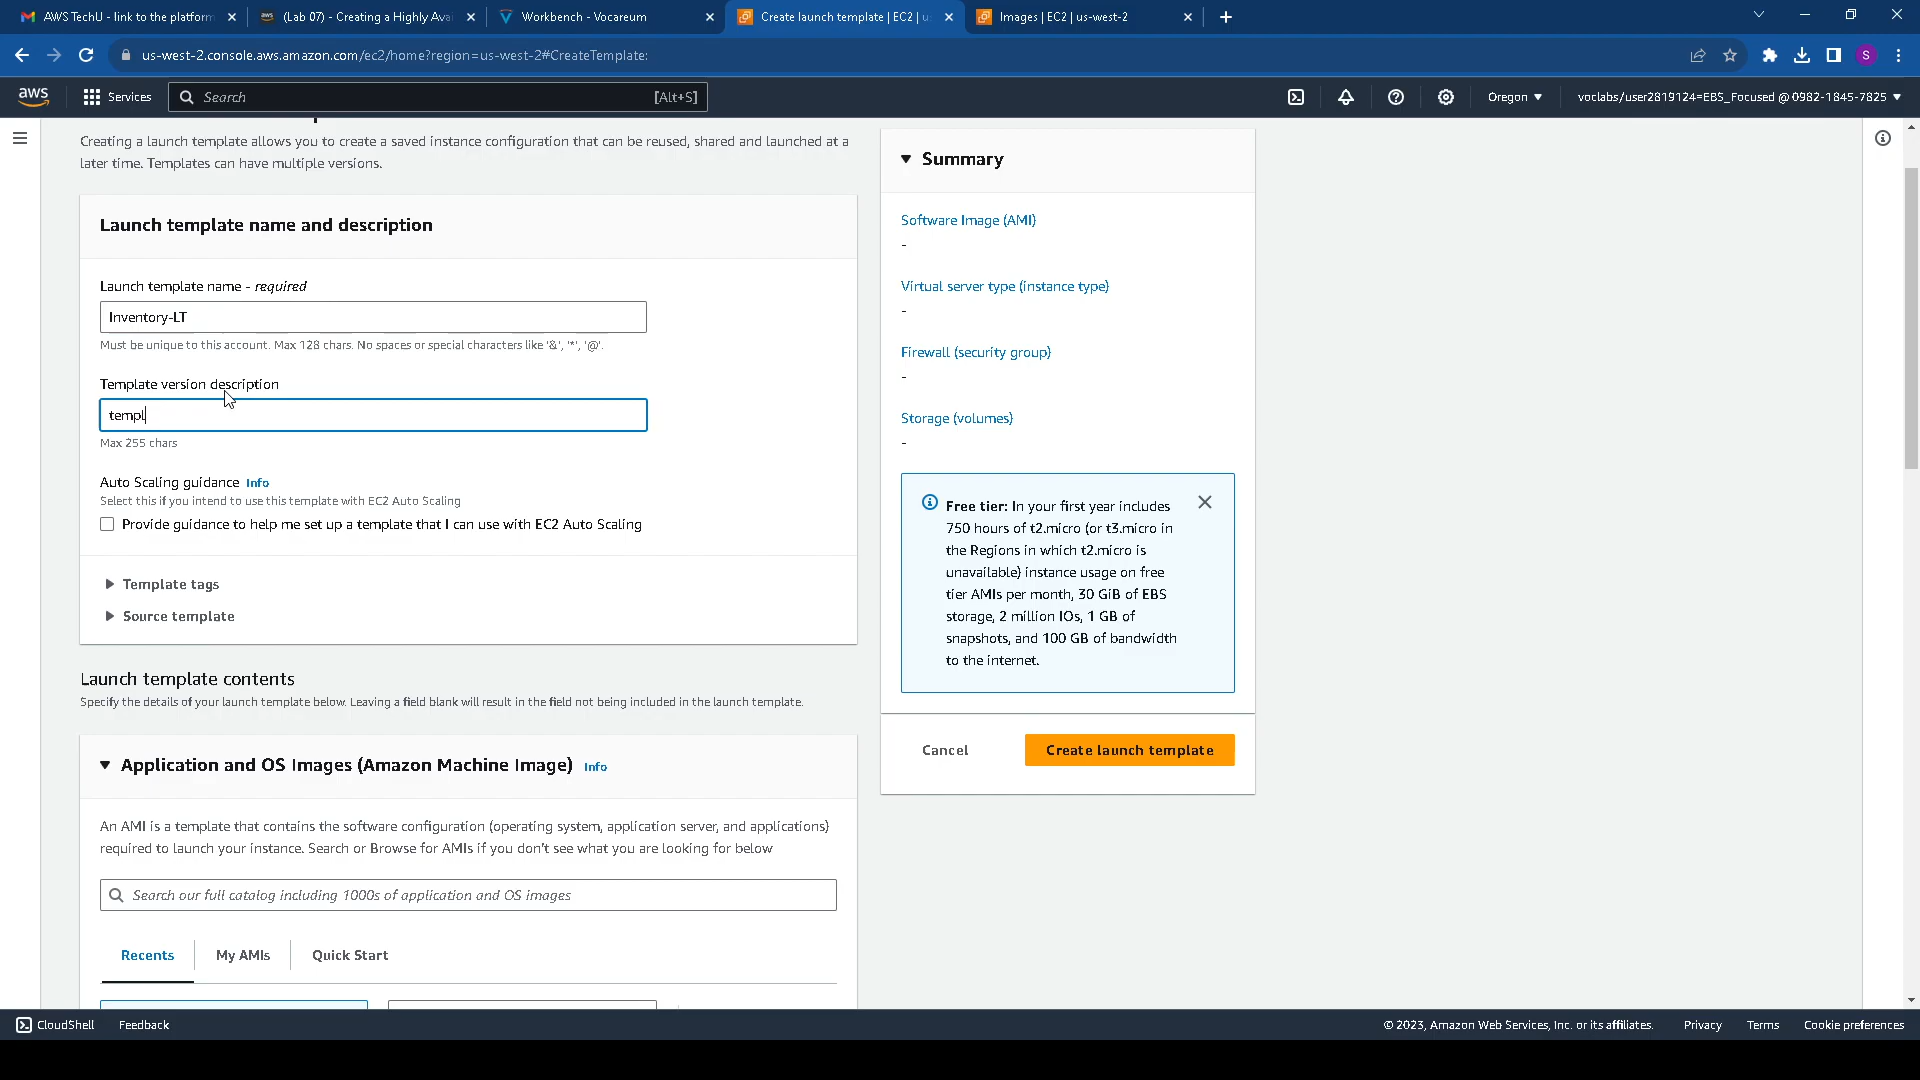 AWS TechU - link to the platform
(Lab 07) - Creating a Highly Ava
Workbench - Vocareum
Create launch template | EC2 | us
Images | EC2 | us-west-2
us-west-2.console.aws.amazon.com/ec2/home?region=us-west-2#CreateTemplate:
S
aws
Services
Search
[Alt+S]
Oregon
voclabs/user2819124=EBS_Focused @ 0982-1845-7825
Creating a launch template allows you to create a saved instance configuration that can be reused, shared and launched at a
later time. Templates can have multiple versions.
Launch template name and description
Launch template name - required
Inventory-LT
Must be unique to this account. Max 128 chars. No spaces or special characters like '&', '*', '@'.
Template version description
templ
Max 255 chars
Auto Scaling guidance Info
Select this if you intend to use this template with EC2 Auto Scaling
Provide guidance to help me set up a template that I can use with EC2 Auto Scaling
Template tags
Source template
Launch template contents
Specify the details of your launch template below. Leaving a field blank will result in the field not being included in the launch template.
Application and OS Images (Amazon Machine Image) Info
An AMI is a template that contains the software configuration (operating system, application server, and applications)
required to launch your instance. Search or Browse for AMIs if you don't see what you are looking for below
Search our full catalog including 1000s of application and OS images
Recents
My AMIs
Quick Start
Summary
Software Image (AMI)
-
Virtual server type (instance type)
-
Firewall (security group)
-
Storage (volumes)
-
Free tier: In your first year includes
750 hours of t2.micro (or t3.micro in
the Regions in which t2.micro is
unavailable) instance usage on free
tier AMIs per month, 30 GiB of EBS
storage, 2 million IOs, 1 GB of
snapshots, and 100 GB of bandwidth
to the internet.
Cancel
Create launch template
CloudShell
Feedback
© 2023, Amazon Web Services, Inc. or its affiliates.
Privacy
Terms
Cookie preferences